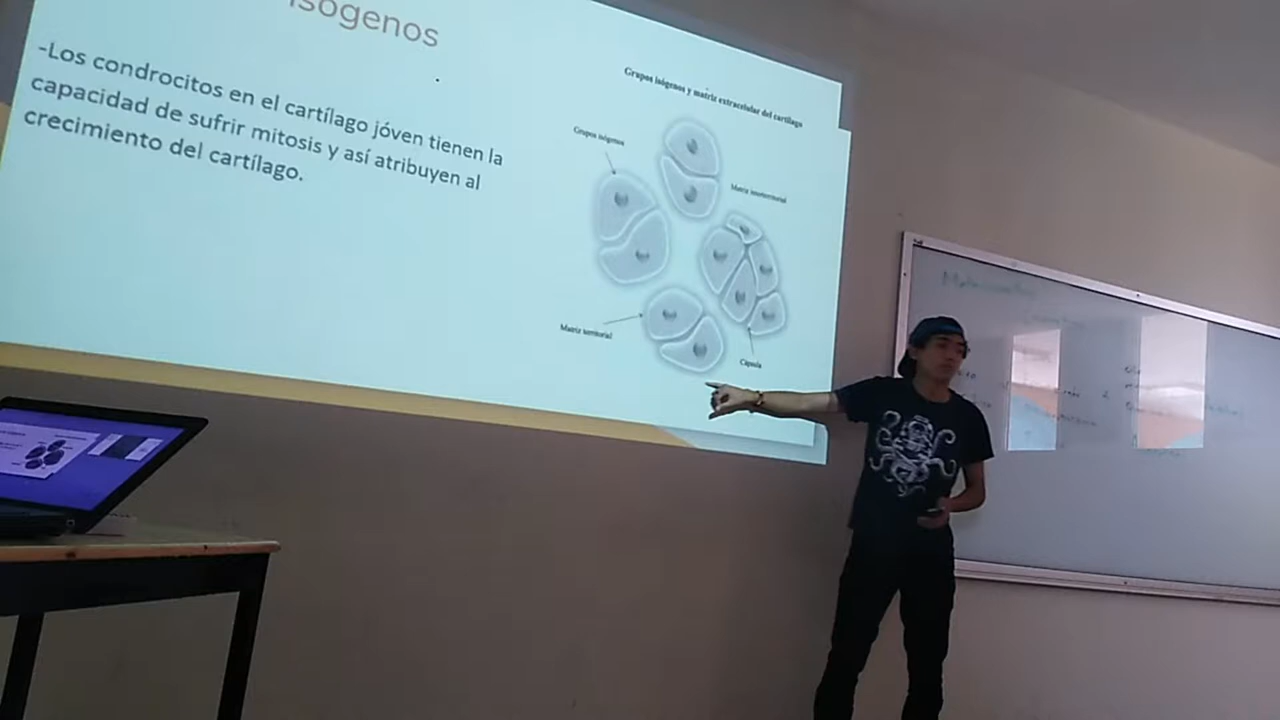 isógenos
-Los condrocitos en el cartílago jóven tienen la
capacidad de sufrir mitosis y así atribuyen al
crecimiento del cartílago.
Grupos isógenos y matriz extracelular del cartílago
Grupos isógenos
Matriz interterritorial
Matriz territorial
Cápsula